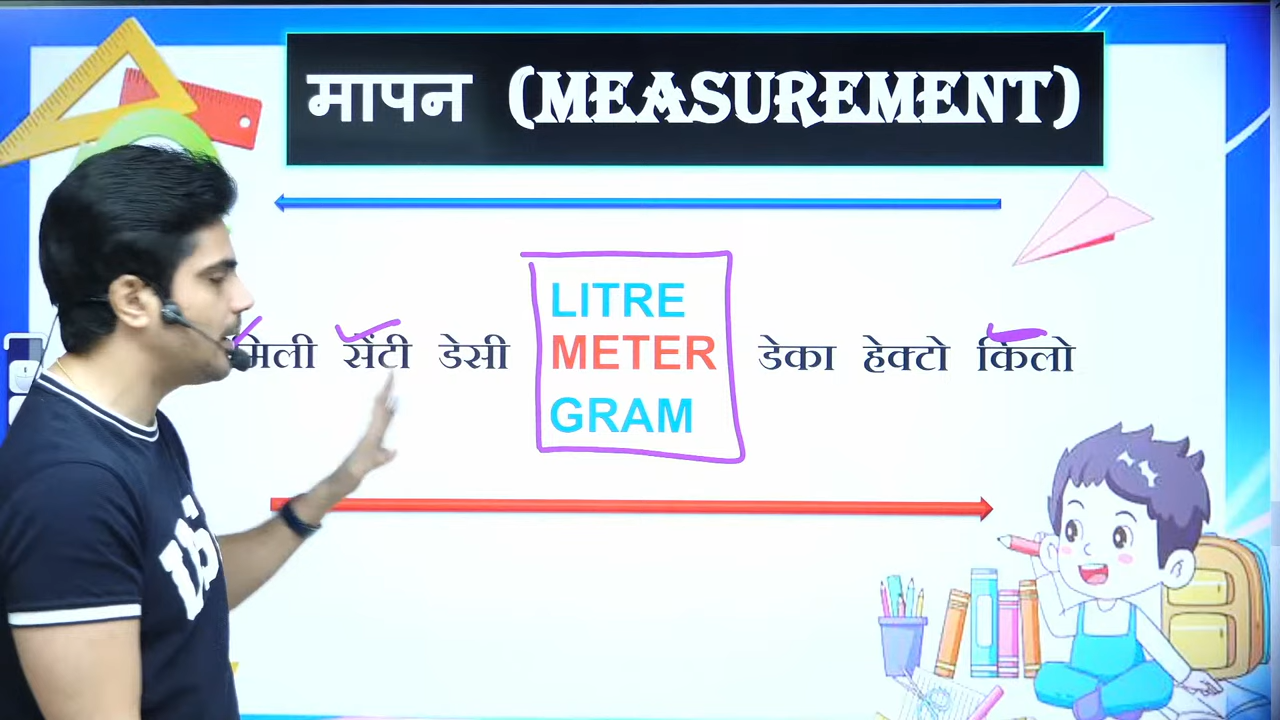 मापन (MEASUREMENT)
LITRE
मिली सेंटी डेसी METER डेका हेक्टो किलो
GRAM